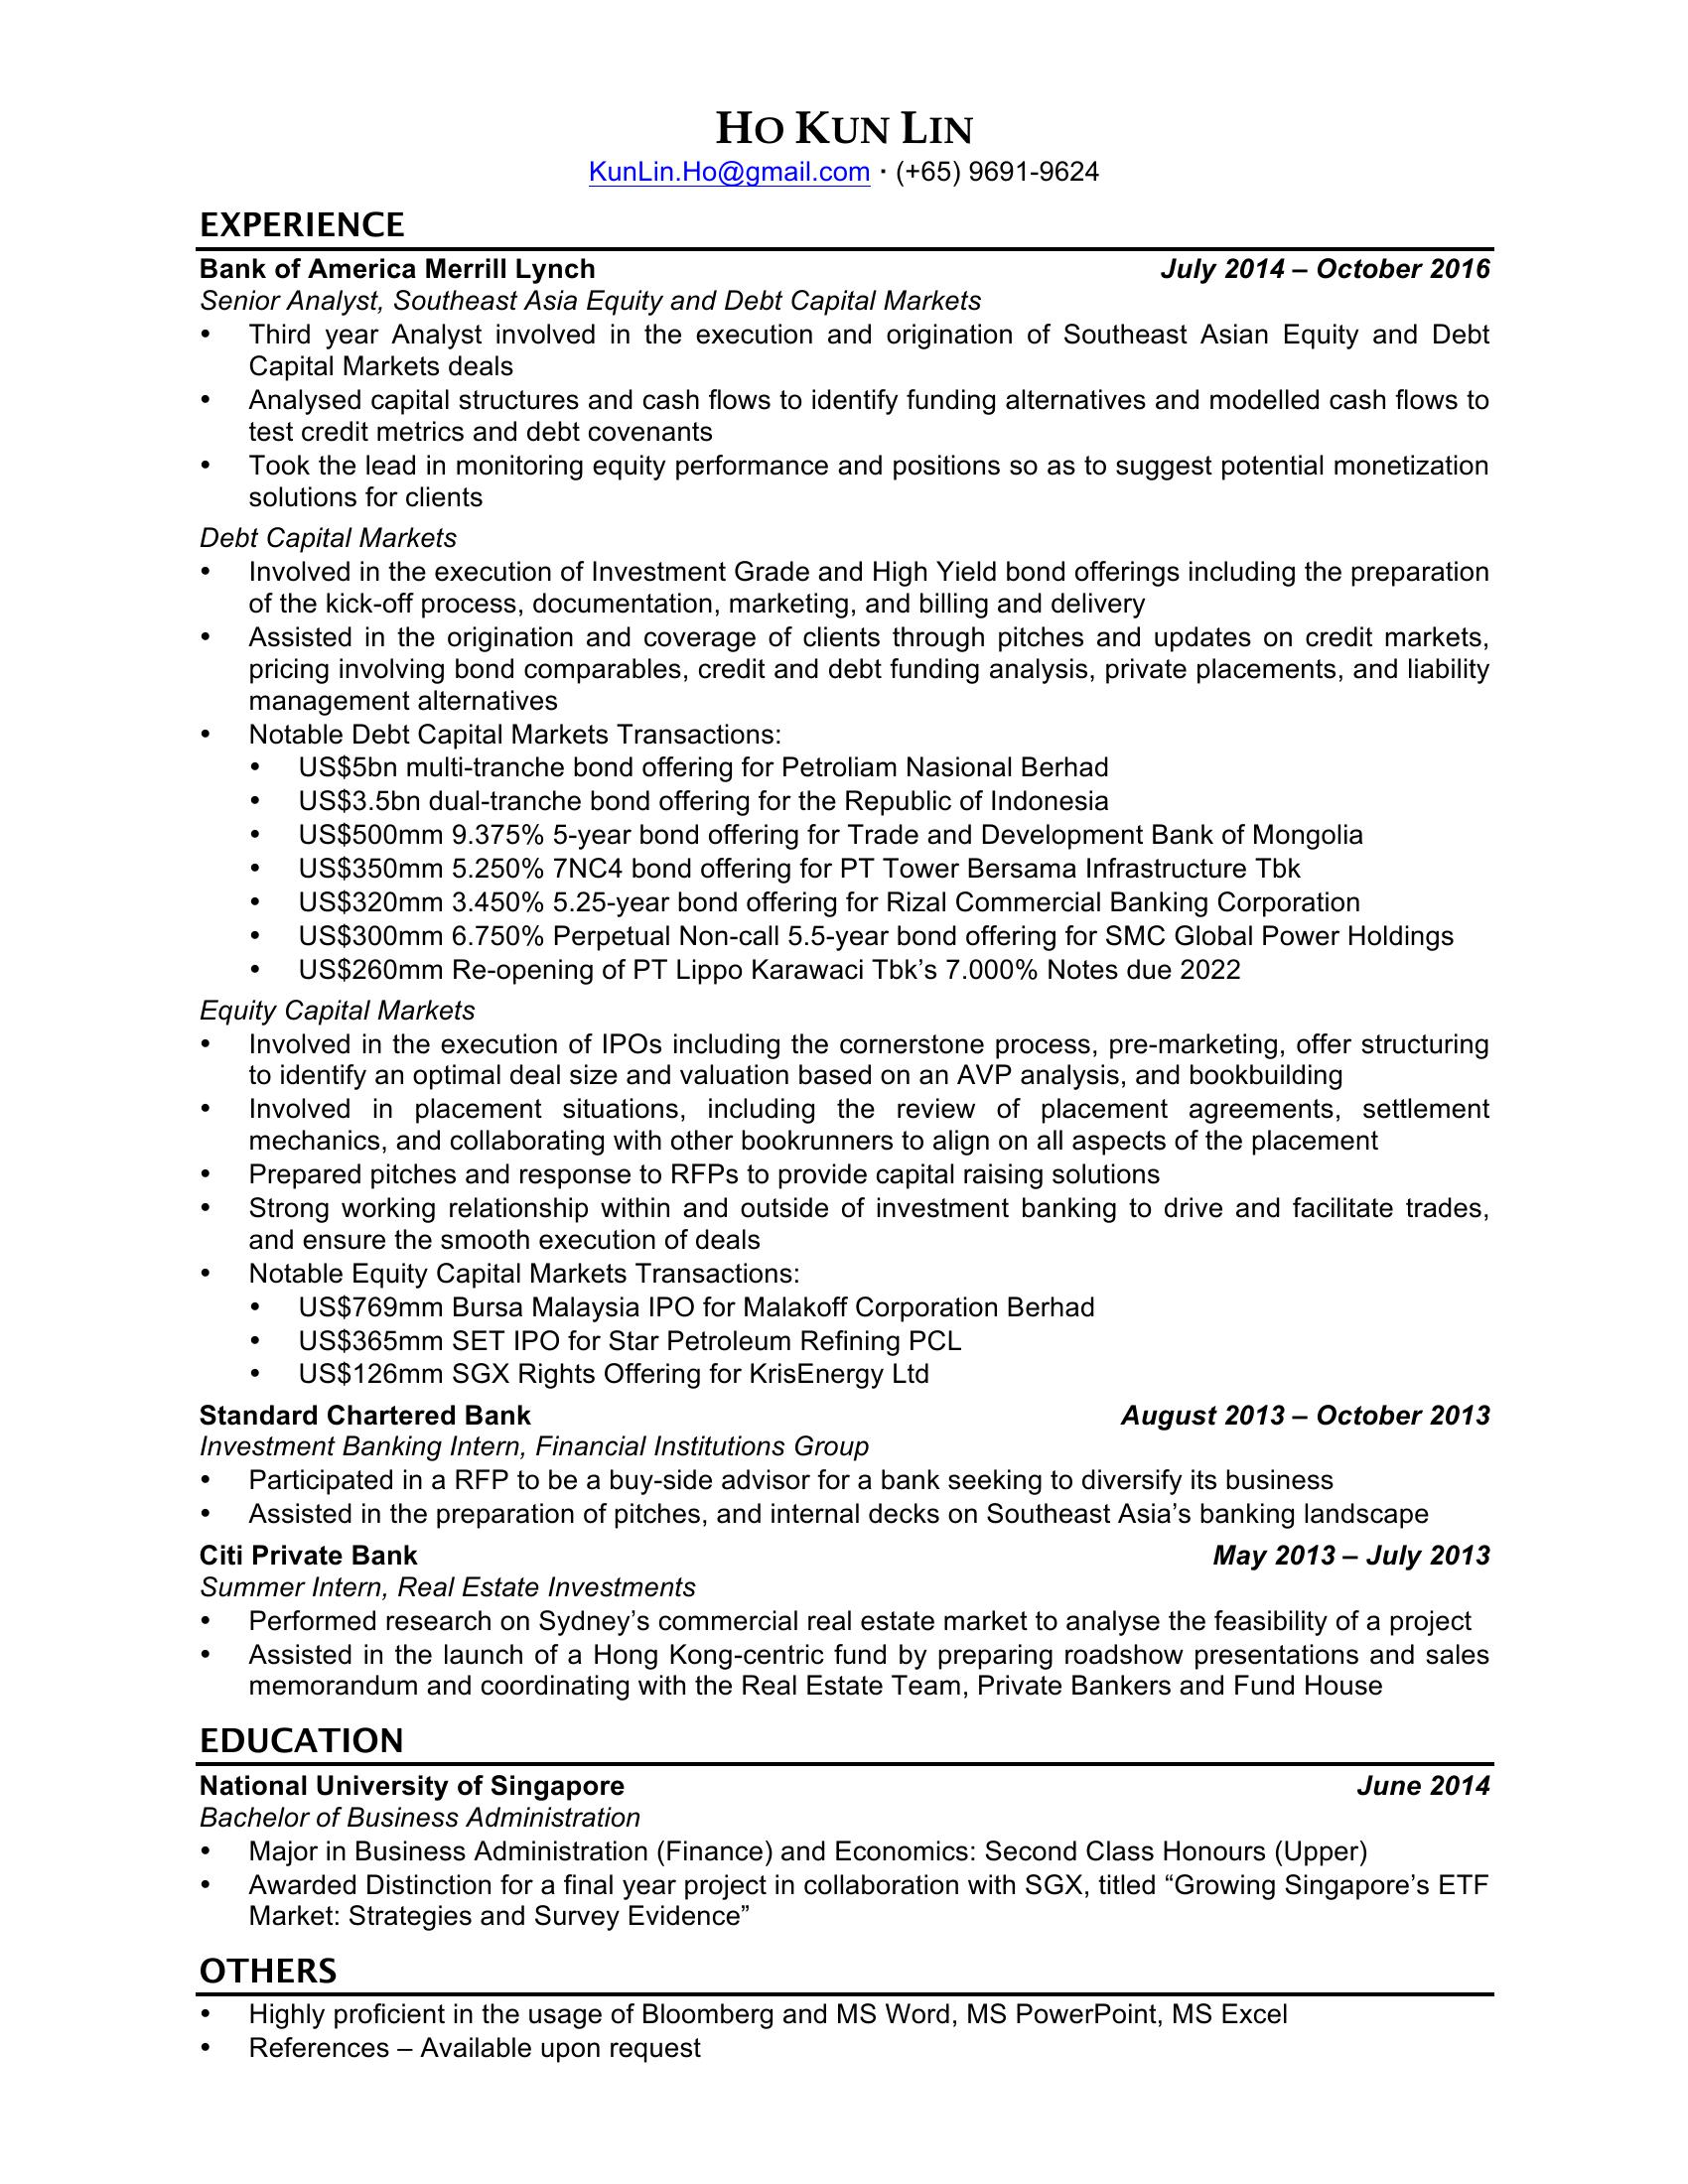 HO KUN LIN
KunLin.Ho@gmail.com · (+65) 9691-9624
EXPERIENCE
Bank of America Merrill Lynch July 2014 – October 2016
Senior Analyst, Southeast Asia Equity and Debt Capital Markets
• Third year Analyst involved in the execution and origination of Southeast Asian Equity and Debt
Capital Markets deals
• Analysed capital structures and cash flows to identify funding alternatives and modelled cash flows to
test credit metrics and debt covenants
• Took the lead in monitoring equity performance and positions so as to suggest potential monetization
solutions for clients
Debt Capital Markets
• Involved in the execution of Investment Grade and High Yield bond offerings including the preparation
of the kick-off process, documentation, marketing, and billing and delivery
• Assisted in the origination and coverage of clients through pitches and updates on credit markets,
pricing involving bond comparables, credit and debt funding analysis, private placements, and liability
management alternatives
• Notable Debt Capital Markets Transactions:
• US$5bn multi-tranche bond offering for Petroliam Nasional Berhad
• US$3.5bn dual-tranche bond offering for the Republic of Indonesia
• US$500mm 9.375% 5-year bond offering for Trade and Development Bank of Mongolia
• US$350mm 5.250% 7NC4 bond offering for PT Tower Bersama Infrastructure Tbk
• US$320mm 3.450% 5.25-year bond offering for Rizal Commercial Banking Corporation
• US$300mm 6.750% Perpetual Non-call 5.5-year bond offering for SMC Global Power Holdings
• US$260mm Re-opening of PT Lippo Karawaci Tbk’s 7.000% Notes due 2022
Equity Capital Markets
• Involved in the execution of IPOs including the cornerstone process, pre-marketing, offer structuring
to identify an optimal deal size and valuation based on an AVP analysis, and bookbuilding
• Involved in placement situations, including the review of placement agreements, settlement
mechanics, and collaborating with other bookrunners to align on all aspects of the placement
• Prepared pitches and response to RFPs to provide capital raising solutions
• Strong working relationship within and outside of investment banking to drive and facilitate trades,
and ensure the smooth execution of deals
• Notable Equity Capital Markets Transactions:
• US$769mm Bursa Malaysia IPO for Malakoff Corporation Berhad
• US$365mm SET IPO for Star Petroleum Refining PCL
• US$126mm SGX Rights Offering for KrisEnergy Ltd
Standard Chartered Bank August 2013 – October 2013
Investment Banking Intern, Financial Institutions Group
• Participated in a RFP to be a buy-side advisor for a bank seeking to diversify its business
• Assisted in the preparation of pitches, and internal decks on Southeast Asia’s banking landscape
Citi Private Bank May 2013 – July 2013
Summer Intern, Real Estate Investments
• Performed research on Sydney’s commercial real estate market to analyse the feasibility of a project
• Assisted in the launch of a Hong Kong-centric fund by preparing roadshow presentations and sales
memorandum and coordinating with the Real Estate Team, Private Bankers and Fund House
EDUCATION
National University of Singapore June 2014
Bachelor of Business Administration
• Major in Business Administration (Finance) and Economics: Second Class Honours (Upper)
• Awarded Distinction for a final year project in collaboration with SGX, titled “Growing Singapore’s ETF
Market: Strategies and Survey Evidence”
OTHERS
• Highly proficient in the usage of Bloomberg and MS Word, MS PowerPoint, MS Excel
• References – Available upon request